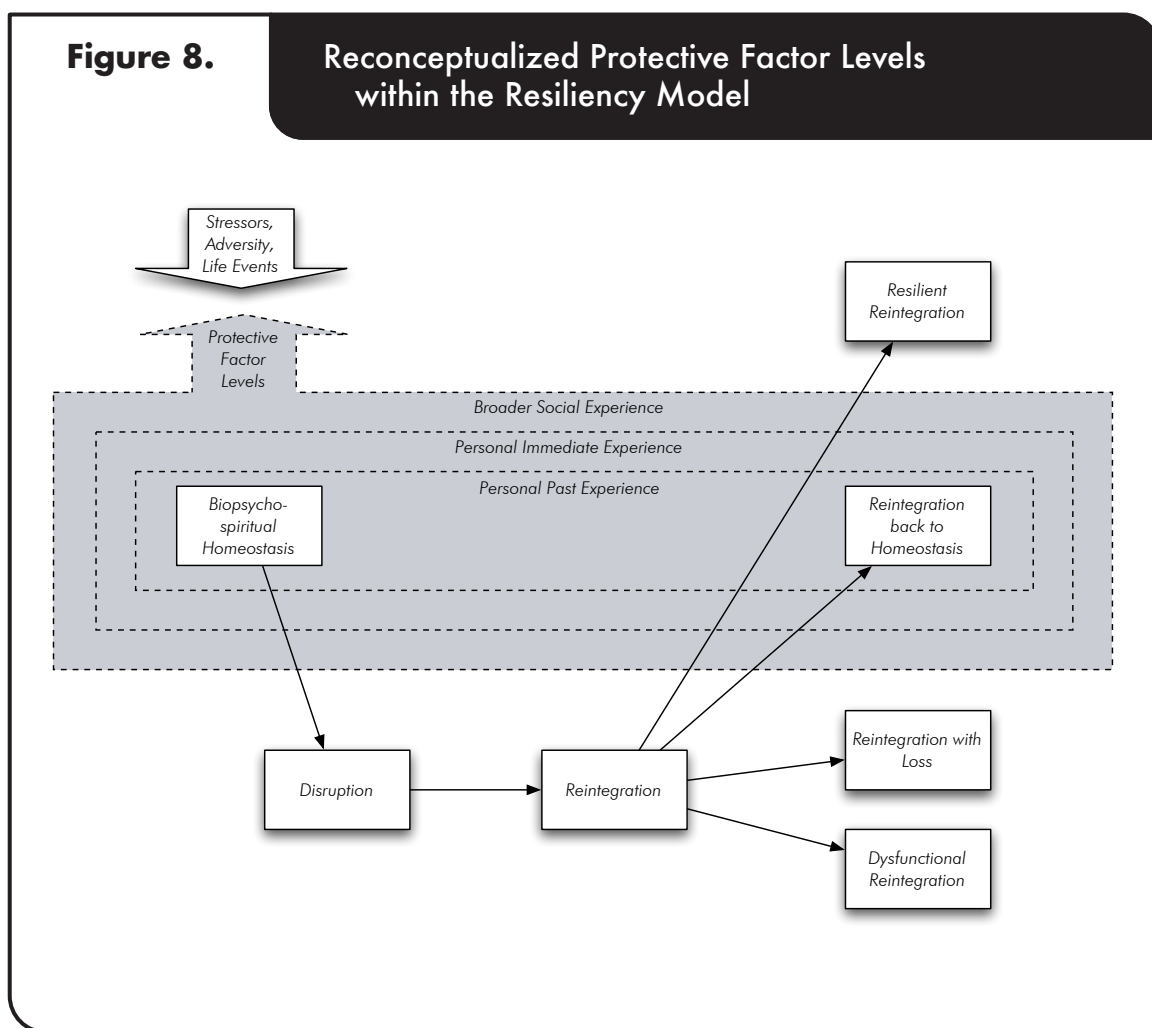 Figure 8.
Reconceptualized Protective Factor Levels
within the Resiliency Model
Stressors,
Adversity,
Life Events
Protective
Factor
Levels
Resilient
Reintegration
Broader Social Experience
Personal Immediate Experience
Personal Past Experience
Biopsycho-
spiritual
Homeostasis
Reintegration
back to
Homeostasis
Disruption
Reintegration
Reintegration with
Loss
Dysfunctional
Reintegration